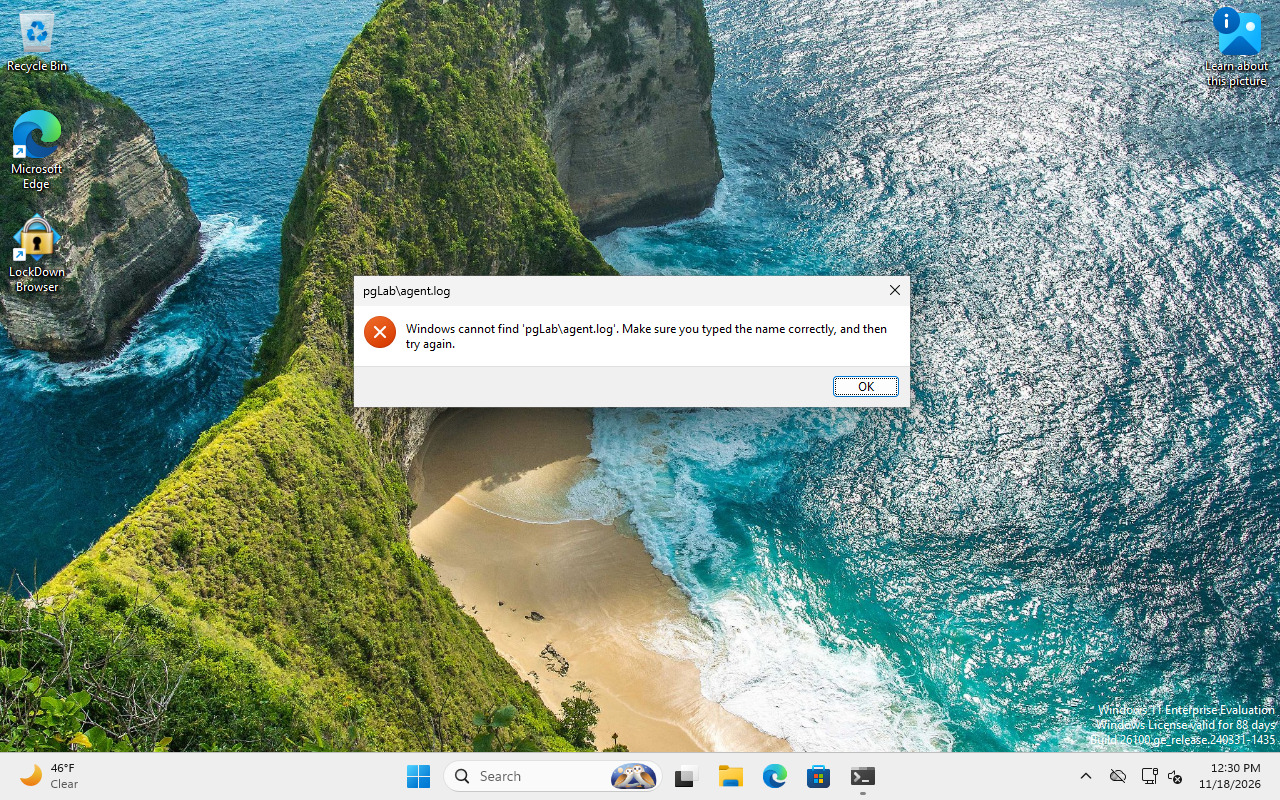 Recycle Bin
Microsoft
Edge
LockDown
Browser
Learn about
this picture
pgLab\agent.log
Windows cannot find 'pgLab\agent.log'. Make sure you typed the name correctly, and then
try again.
OK
Windows 11 Enterprise Evaluation
Windows License valid for 88 days
Build 26100.ge_release.240331-1435
46°F
Clear
Search
12:30 PM
11/18/2026